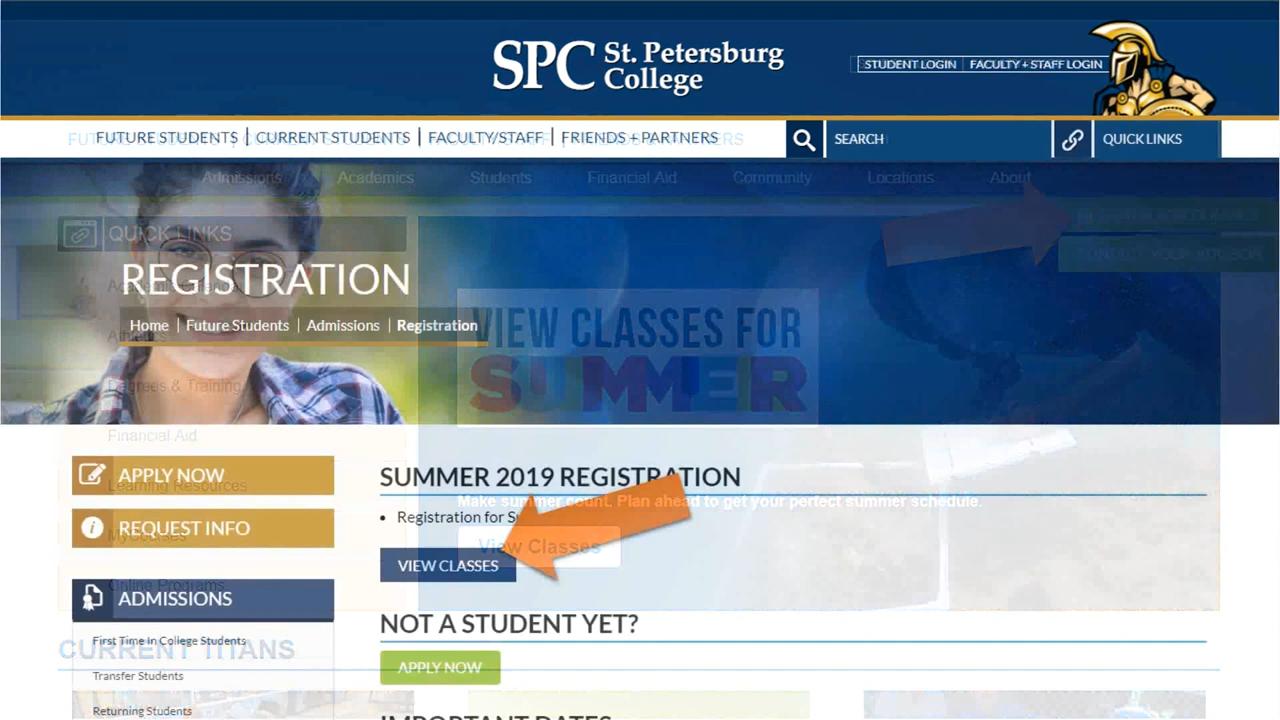 SPC St. Petersburg College
STUDENT LOGIN
FACULTY + STAFF LOGIN
FUTURE STUDENTS | CURRENT STUDENTS | FACULTY/STAFF | FRIENDS + PARTNERS
SEARCH
QUICK LINKS
Admissions Academics Students Financial Aid Community Locations About
QUICK LINKS
REGISTRATION
Home | Future Students | Admissions | Registration
VIEW CLASSES FOR
SUMMER
Degrees & Training
Financial Aid
APPLY NOW
Learning Resources
REQUEST INFO
MyCourses
Online Programs
ADMISSIONS
First Time In College Students
CURRENT TITANS
Transfer Students
Returning Students
SUMMER 2019 REGISTRATION
Make summer count. Plan ahead to get your perfect summer schedule.
• Registration for
View Classes
VIEW CLASSES
NOT A STUDENT YET?
APPLY NOW
IMPORTANT DATES